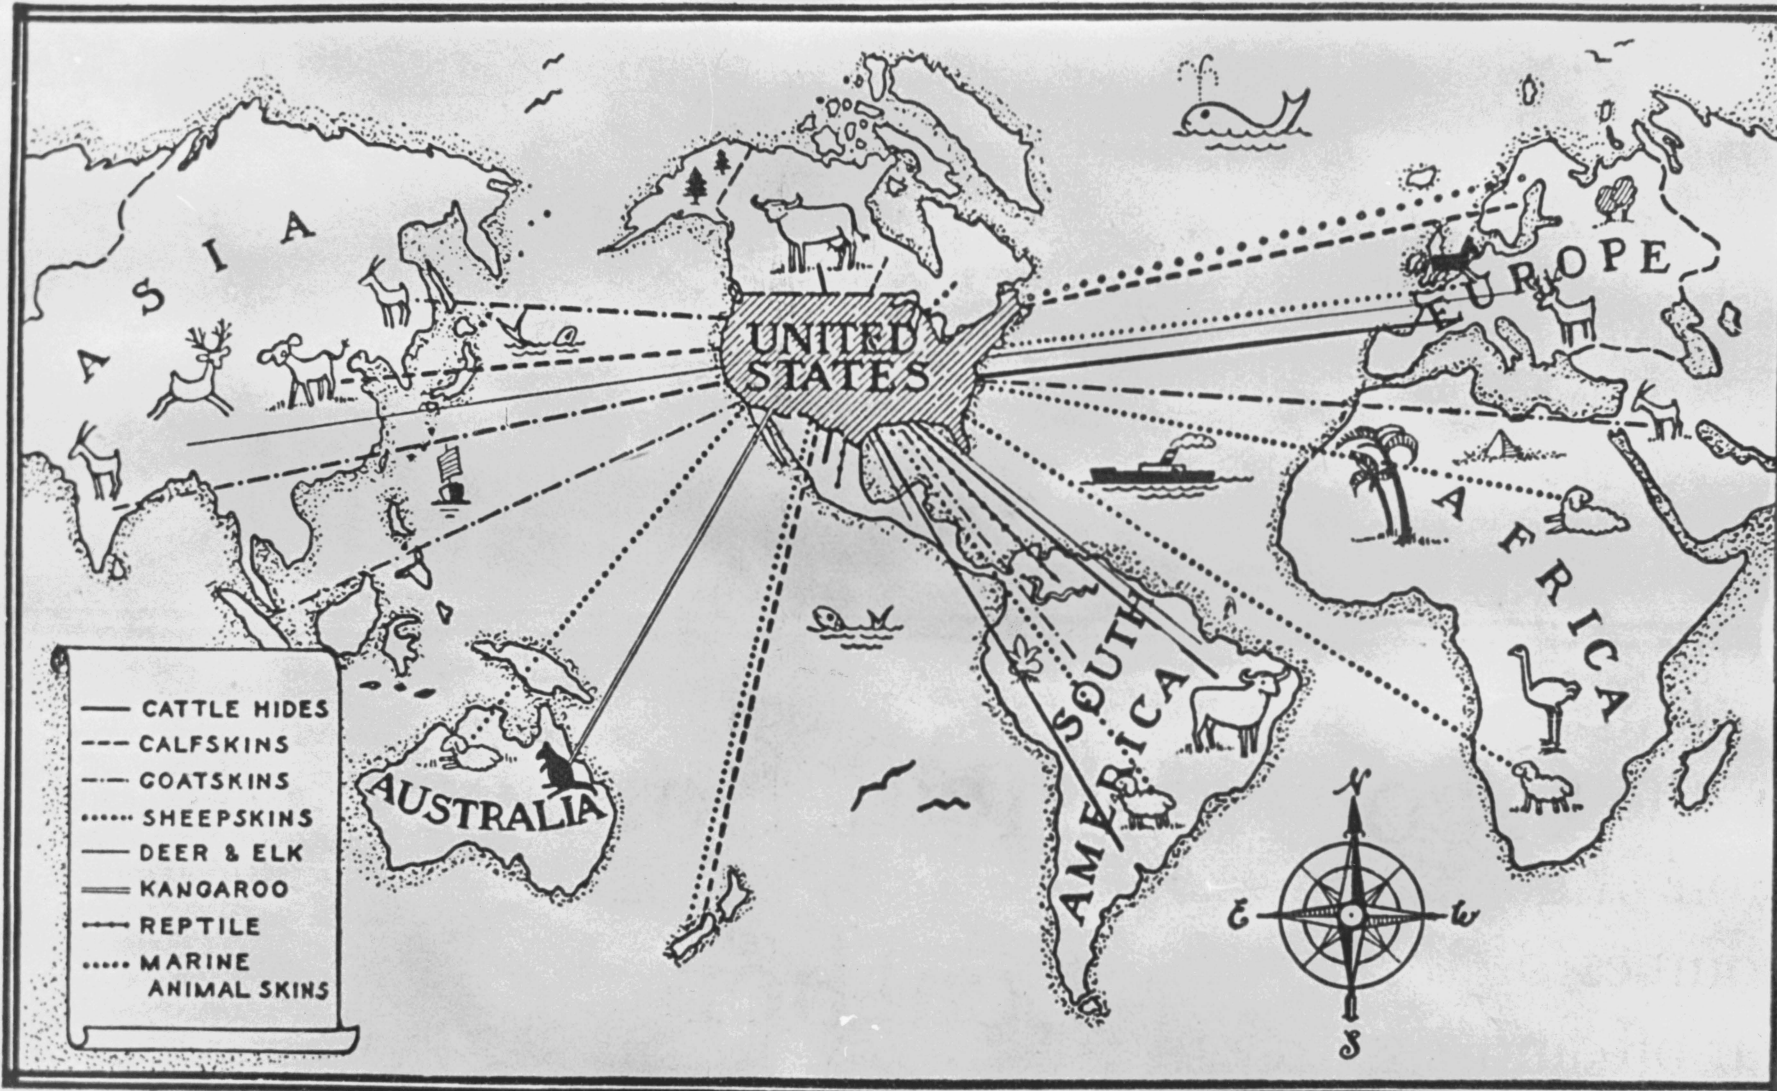 ASIA
UNITED
STATES
EUROPE
AFRICA
SOUTH
AMERICA
AUSTRALIA
CATTLE HIDES
CALFSKINS
GOATSKINS
SHEEPSKINS
DEER & ELK
KANGAROO
REPTILE
MARINE
ANIMAL SKINS
N
E
W
S